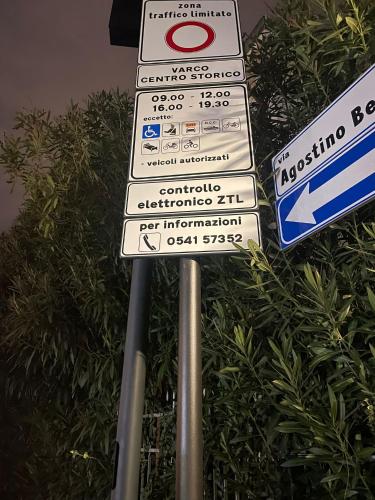 zona
traffico limitato
VARCO
CENTRO STORICO
09.00 - 12.00
16.00 - 19.30
eccetto:
- veicoli autorizzati
controllo
elettronico ZTL
per informazioni
0541 57352
via
Agostino Be